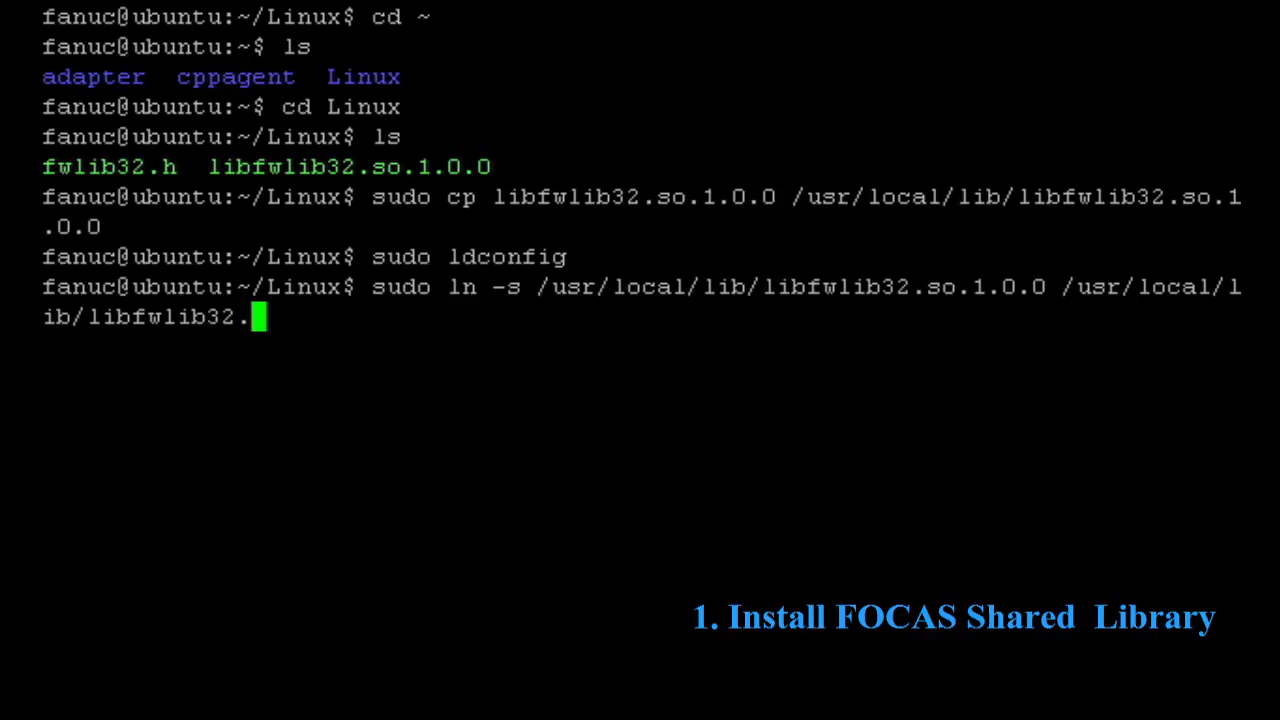 fanuc@ubuntu:~/Linux$ cd ~
fanuc@ubuntu:~$ ls
adapter  cppagent  Linux
fanuc@ubuntu:~$ cd Linux
fanuc@ubuntu:~/Linux$ ls
fwlib32.h  libfwlib32.so.1.0.0
fanuc@ubuntu:~/Linux$ sudo cp libfwlib32.so.1.0.0 /usr/local/lib/libfwlib32.so.1
.0.0
fanuc@ubuntu:~/Linux$ sudo ldconfig
fanuc@ubuntu:~/Linux$ sudo ln -s /usr/local/lib/libfwlib32.so.1.0.0 /usr/local/l
ib/libfwlib32.
1. Install FOCAS Shared  Library